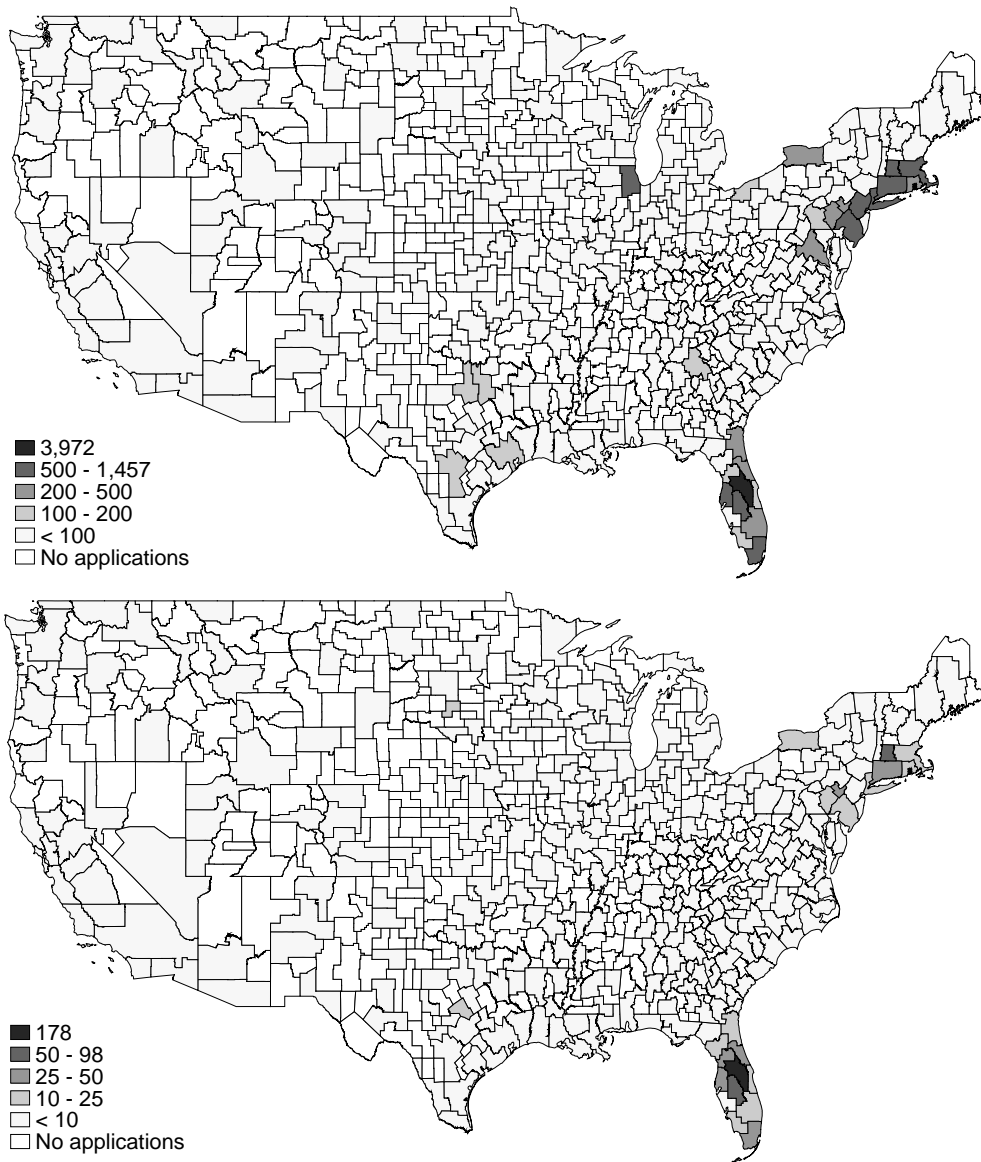 3,972
500 - 1,457
200 - 500
100 - 200
< 100
No applications
178
50 - 98
25 - 50
10 - 25
< 10
No applications